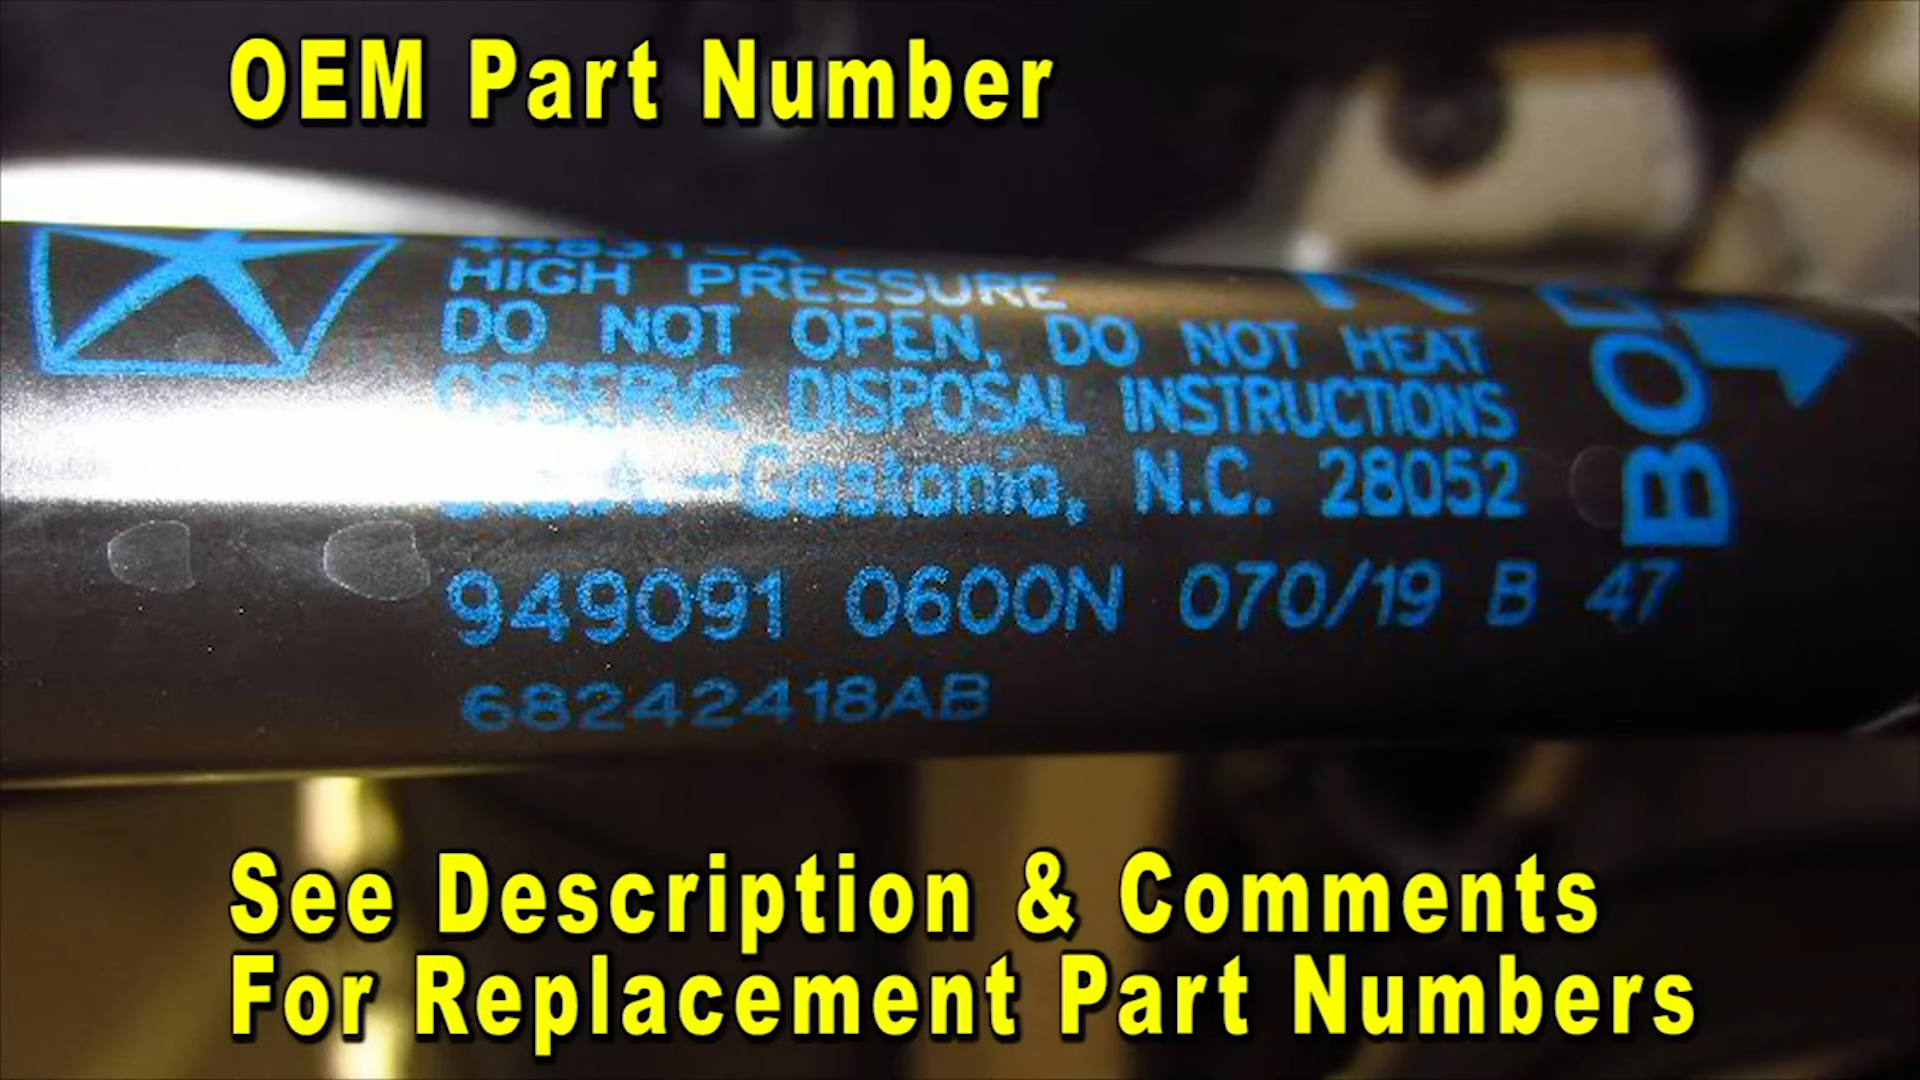 OEM Part Number
HIGH PRESSURE
DO NOT OPEN, DO NOT HEAT
OBSERVE DISPOSAL INSTRUCTIONS
-Gastonia, N.C. 28052
949091 0600N 070/19 B 47
68242418AB
See Description & Comments
For Replacement Part Numbers